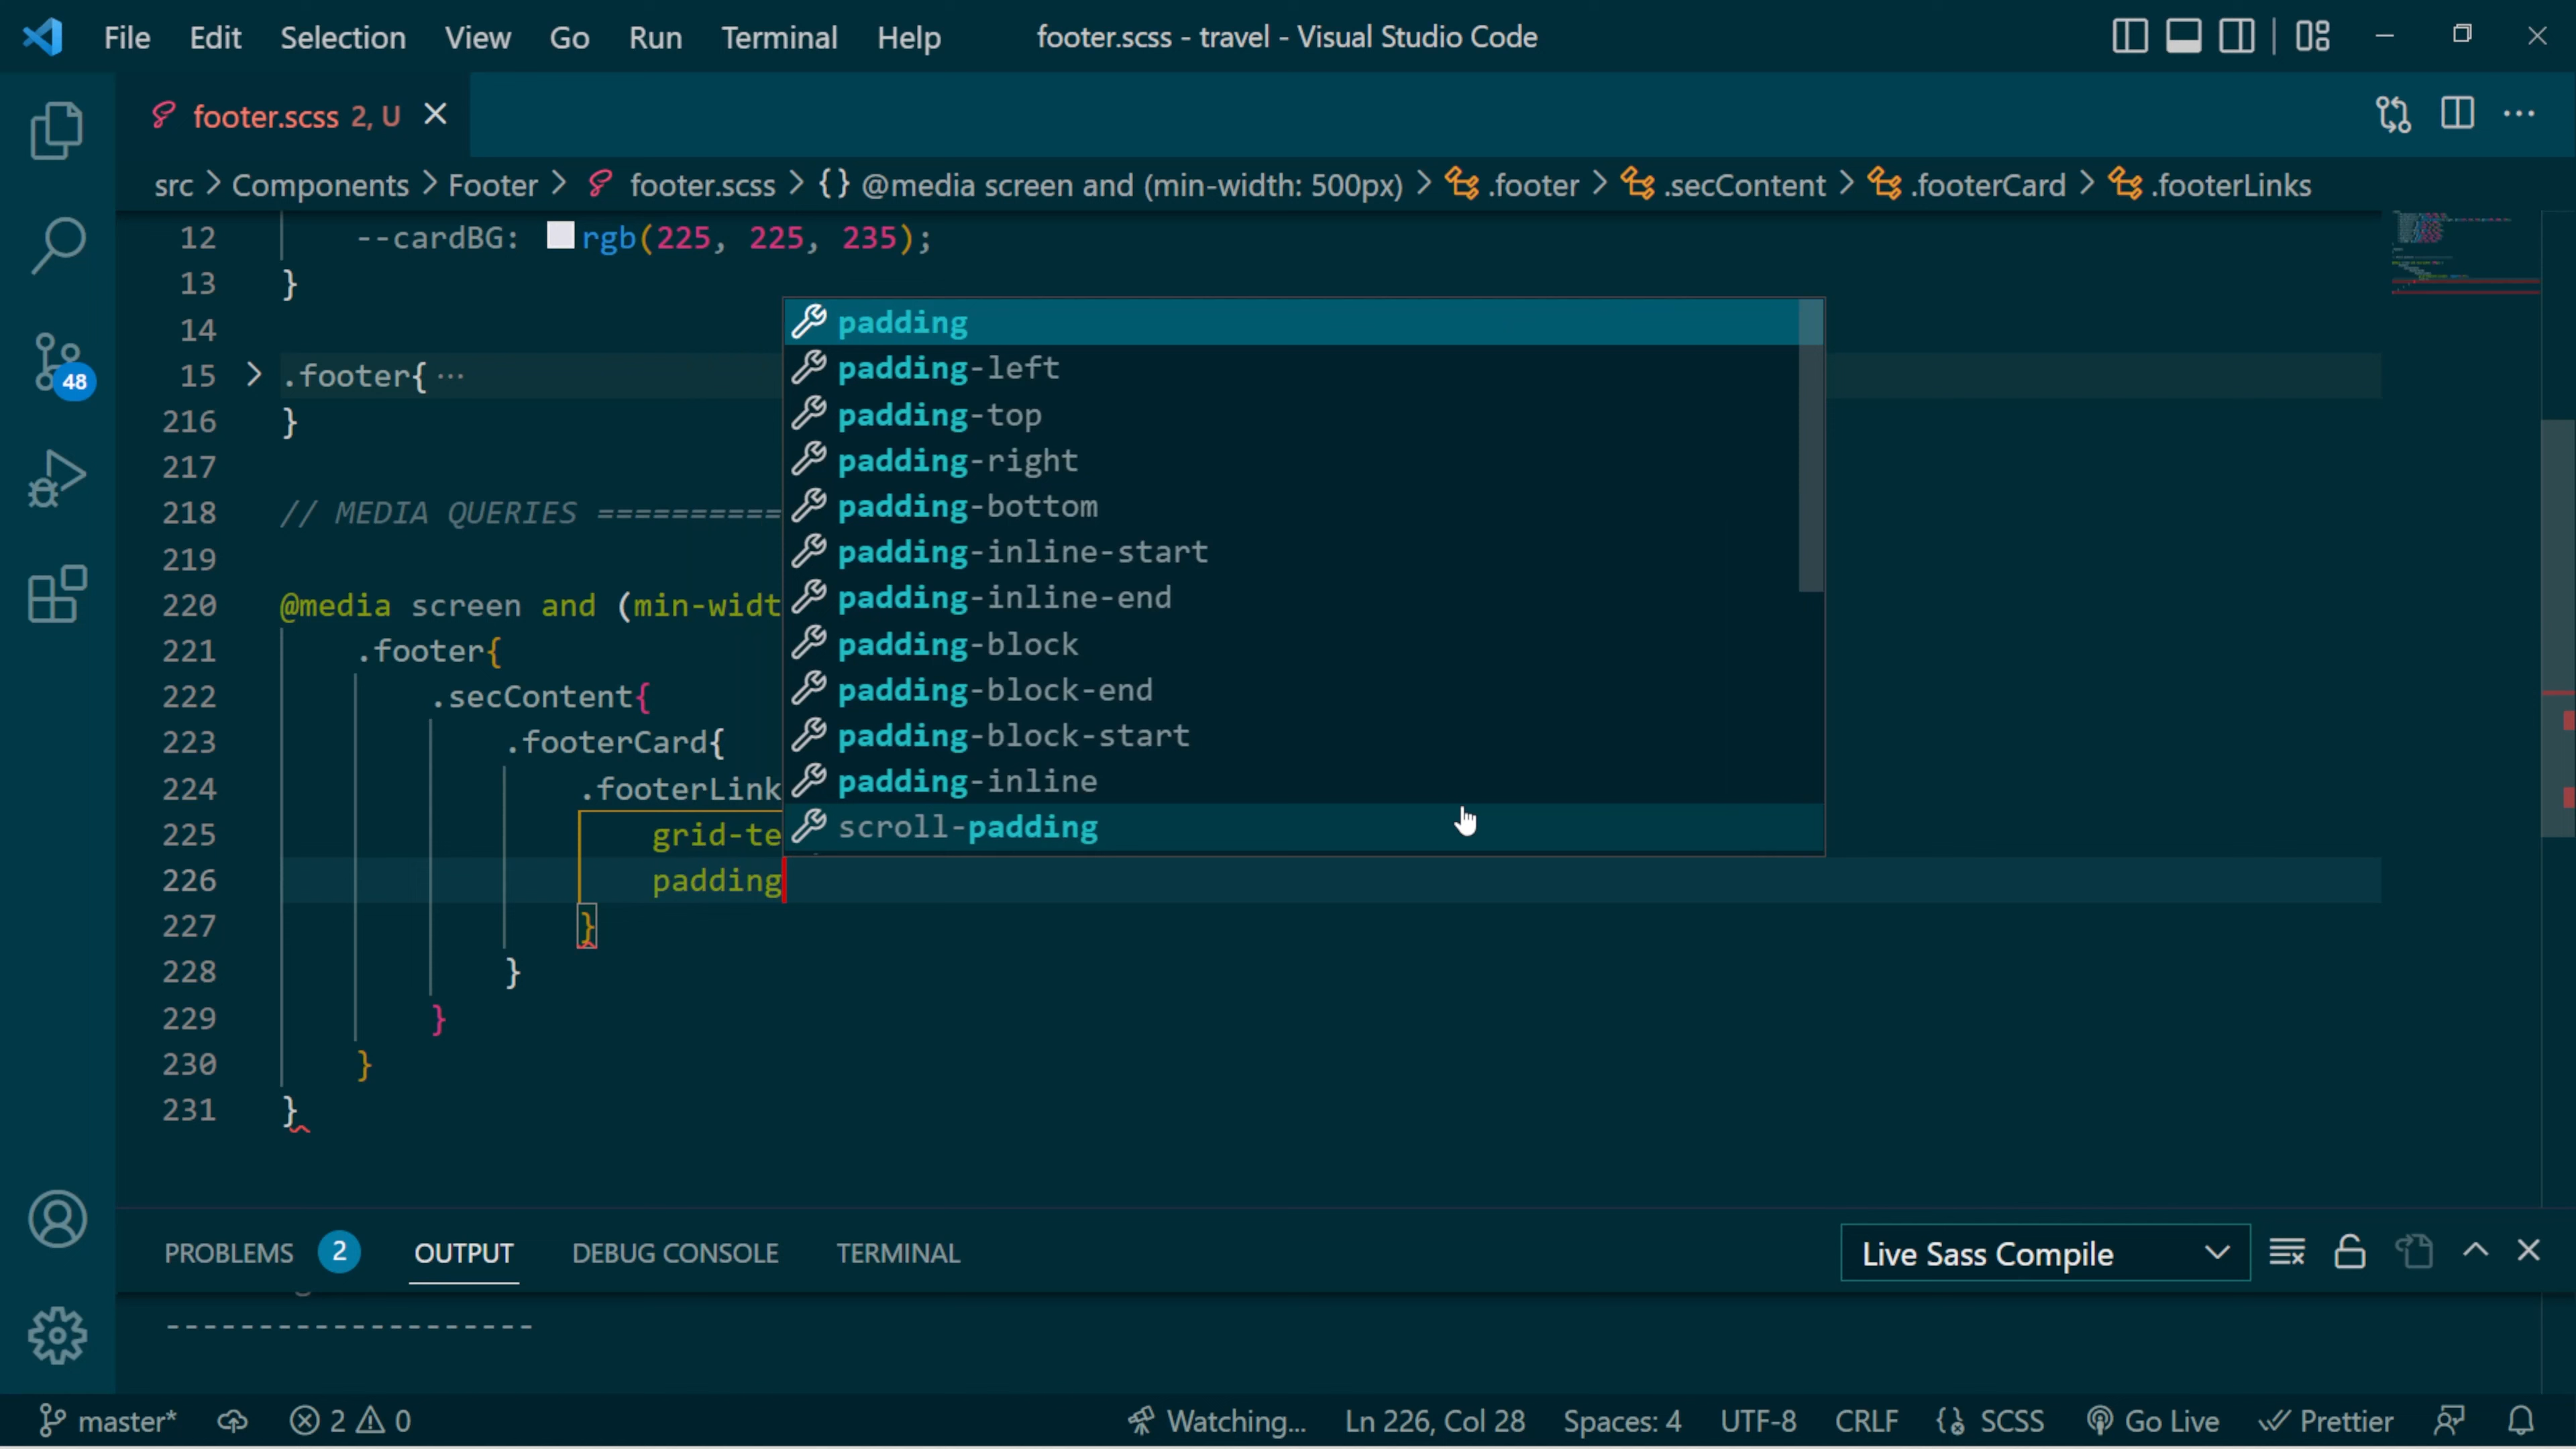 File Edit Selection View Go Run Terminal Help footer.scss - travel - Visual Studio Code
footer.scss 2, U
src > Components > Footer > footer.scss > {} @media screen and (min-width: 500px) > .footer > .secContent > .footerCard > .footerLinks
12 --cardBG: rgb(225, 225, 235);
13 }
14
15 > .footer{ ···
216 }
217
218 // MEDIA QUERIES ==========
219
220 @media screen and (min-widt
221 .footer{
222 .secContent{
223 .footerCard{
224 .footerLink
225 grid-te
226 padding
227 }
228 }
229 }
230 }
231 }
padding
padding-left
padding-top
padding-right
padding-bottom
padding-inline-start
padding-inline-end
padding-block
padding-block-end
padding-block-start
padding-inline
scroll-padding
48
PROBLEMS 2 OUTPUT DEBUG CONSOLE TERMINAL Live Sass Compile
--------------------
master* 2 0 Watching... Ln 226, Col 28 Spaces: 4 UTF-8 CRLF {} SCSS Go Live Prettier